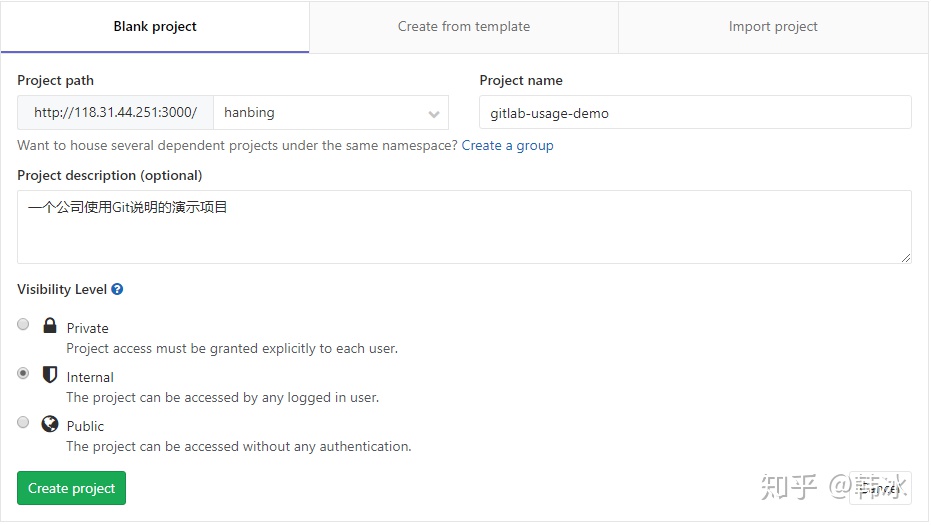 Blank project
Create from template
Import project
Project path
Project name
http://118.31.44.251:3000/
hanbing
gitlab-usage-demo
Want to house several dependent projects under the same namespace? Create a group
Project description (optional)
一个公司使用Git说明的演示项目
Visibility Level
Private
Project access must be granted explicitly to each user.
Internal
The project can be accessed by any logged in user.
Public
The project can be accessed without any authentication.
Create project
Cancel
知乎 @韩冰